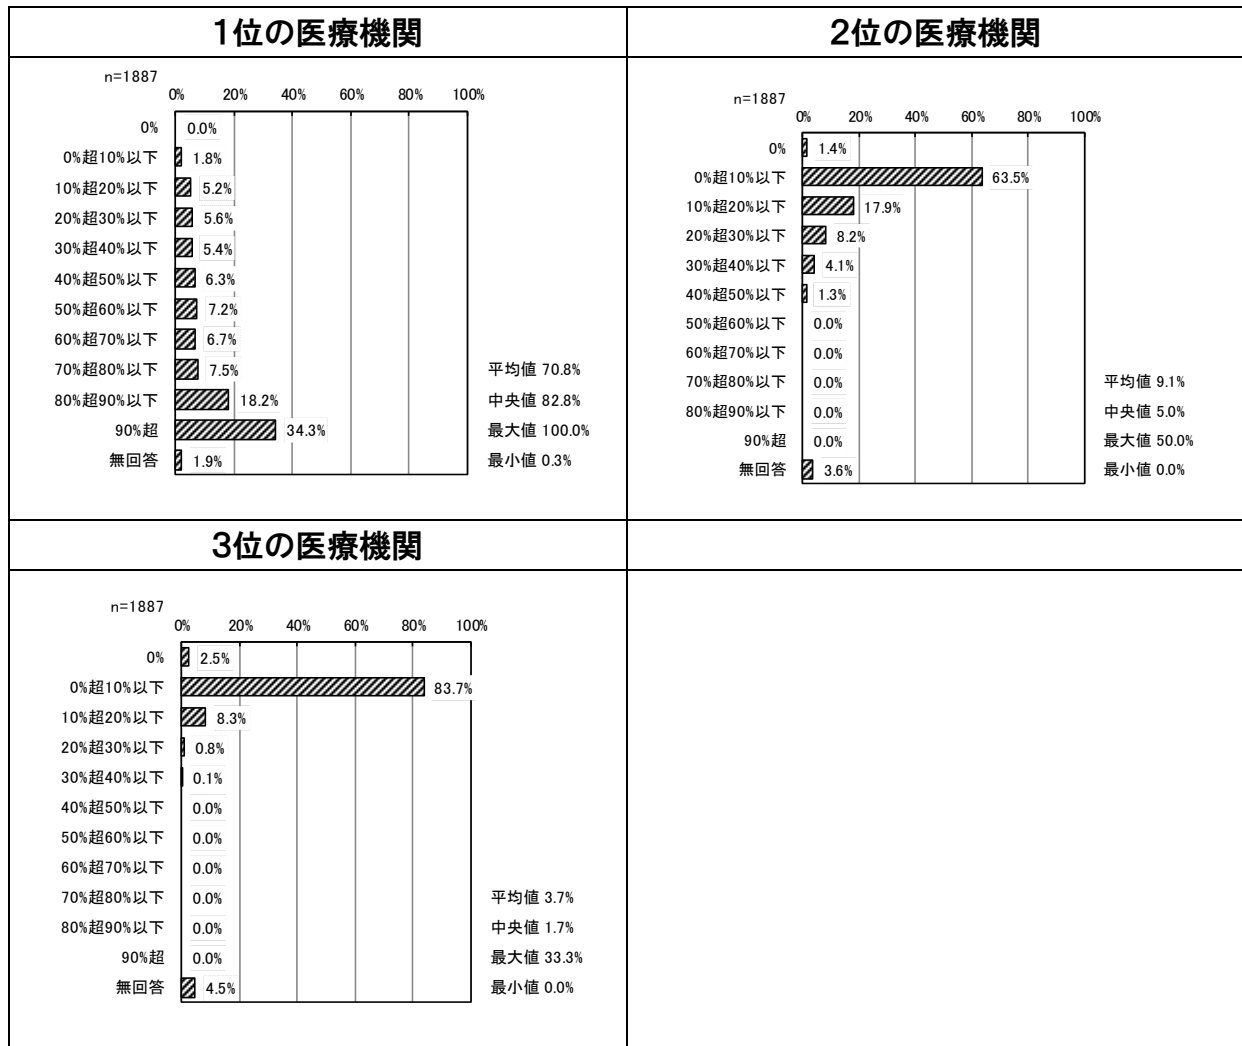 1位の医療機関
n=1887
0% 20% 40% 60% 80% 100%
0% 0.0%
0%超10%以下 1.8%
10%超20%以下 5.2%
20%超30%以下 5.6%
30%超40%以下 5.4%
40%超50%以下 6.3%
50%超60%以下 7.2%
60%超70%以下 6.7%
70%超80%以下 7.5%
80%超90%以下 18.2%
90%超 34.3%
無回答 1.9%
平均値 70.8%
中央値 82.8%
最大値 100.0%
最小値 0.3%
2位の医療機関
n=1887
0% 20% 40% 60% 80% 100%
0% 1.4%
0%超10%以下 63.5%
10%超20%以下 17.9%
20%超30%以下 8.2%
30%超40%以下 4.1%
40%超50%以下 1.3%
50%超60%以下 0.0%
60%超70%以下 0.0%
70%超80%以下 0.0%
80%超90%以下 0.0%
90%超 0.0%
無回答 3.6%
平均値 9.1%
中央値 5.0%
最大値 50.0%
最小値 0.0%
3位の医療機関
n=1887
0% 20% 40% 60% 80% 100%
0% 2.5%
0%超10%以下 83.7%
10%超20%以下 8.3%
20%超30%以下 0.8%
30%超40%以下 0.1%
40%超50%以下 0.0%
50%超60%以下 0.0%
60%超70%以下 0.0%
70%超80%以下 0.0%
80%超90%以下 0.0%
90%超 0.0%
無回答 4.5%
平均値 3.7%
中央値 1.7%
最大値 33.3%
最小値 0.0%